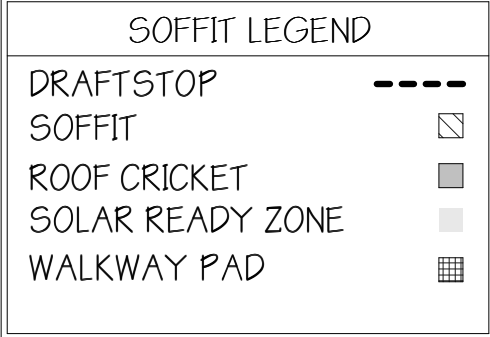 SOFFIT LEGEND
DRAFTSTOP
SOFFIT
ROOF CRICKET
SOLAR READY ZONE
WALKWAY PAD